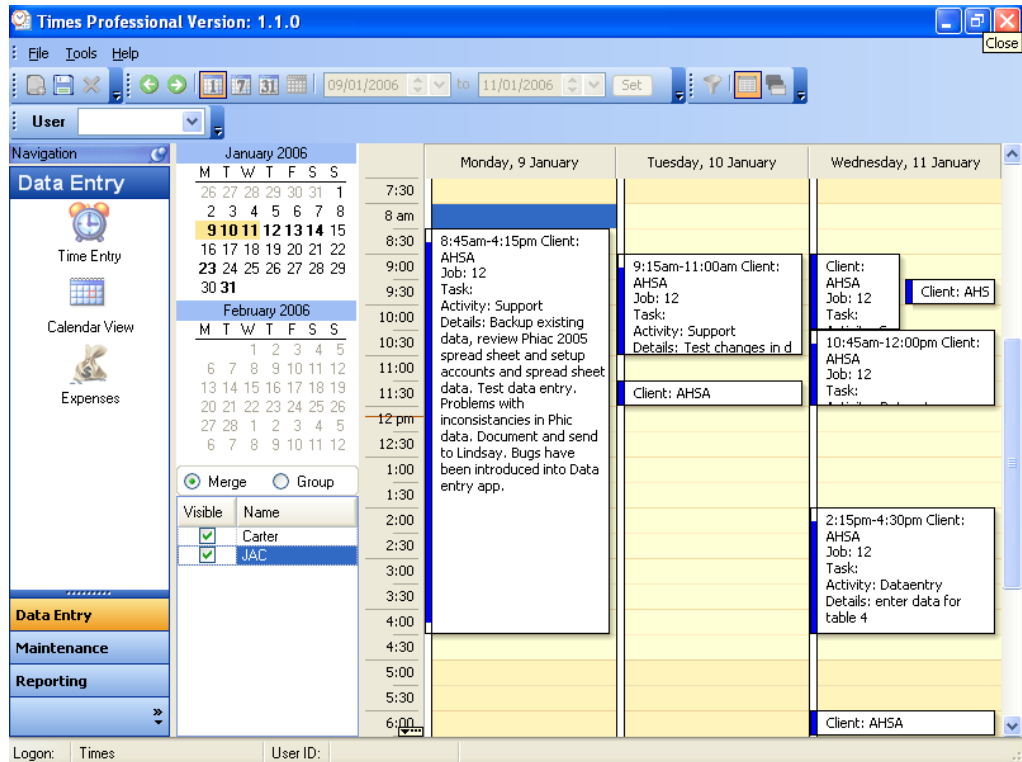 Times Professional Version: 1.1.0
Close
File Tools Help
1 7 31 09/01/2006 to 11/01/2006 Set
User
Navigation
Data Entry
Time Entry
Calendar View
Expenses
Data Entry
Maintenance
Reporting
January 2006
M T W T F S S
26 27 28 29 30 31 1
2 3 4 5 6 7 8
9 10 11 12 13 14 15
16 17 18 19 20 21 22
23 24 25 26 27 28 29
30 31
February 2006
M T W T F S S
1 2 3 4 5
6 7 8 9 10 11 12
13 14 15 16 17 18 19
20 21 22 23 24 25 26
27 28 1 2 3 4 5
6 7 8 9 10 11 12
Merge Group
Visible Name
Carter
JAC
7:30
8 am
8:30
9:00
9:30
10:00
10:30
11:00
11:30
12 pm
12:30
1:00
1:30
2:00
2:30
3:00
3:30
4:00
4:30
5:00
5:30
6:00
Monday, 9 January
8:45am-4:15pm Client:
AHSA
Job: 12
Task:
Activity: Support
Details: Backup existing
data, review Phiac 2005
spread sheet and setup
accounts and spread sheet
data. Test data entry.
Problems with
inconsistancies in Phic
data. Document and send
to Lindsay. Bugs have
been introduced into Data
entry app.
Tuesday, 10 January
9:15am-11:00am Client:
AHSA
Job: 12
Task:
Activity: Support
Details: Test changes in d
Client: AHSA
Wednesday, 11 January
Client:
AHSA
Job: 12
Task:
Client: AHS
10:45am-12:00pm Client:
AHSA
Job: 12
Task:
2:15pm-4:30pm Client:
AHSA
Job: 12
Task:
Activity: Dataentry
Details: enter data for
table 4
Client: AHSA
Logon: Times User ID: